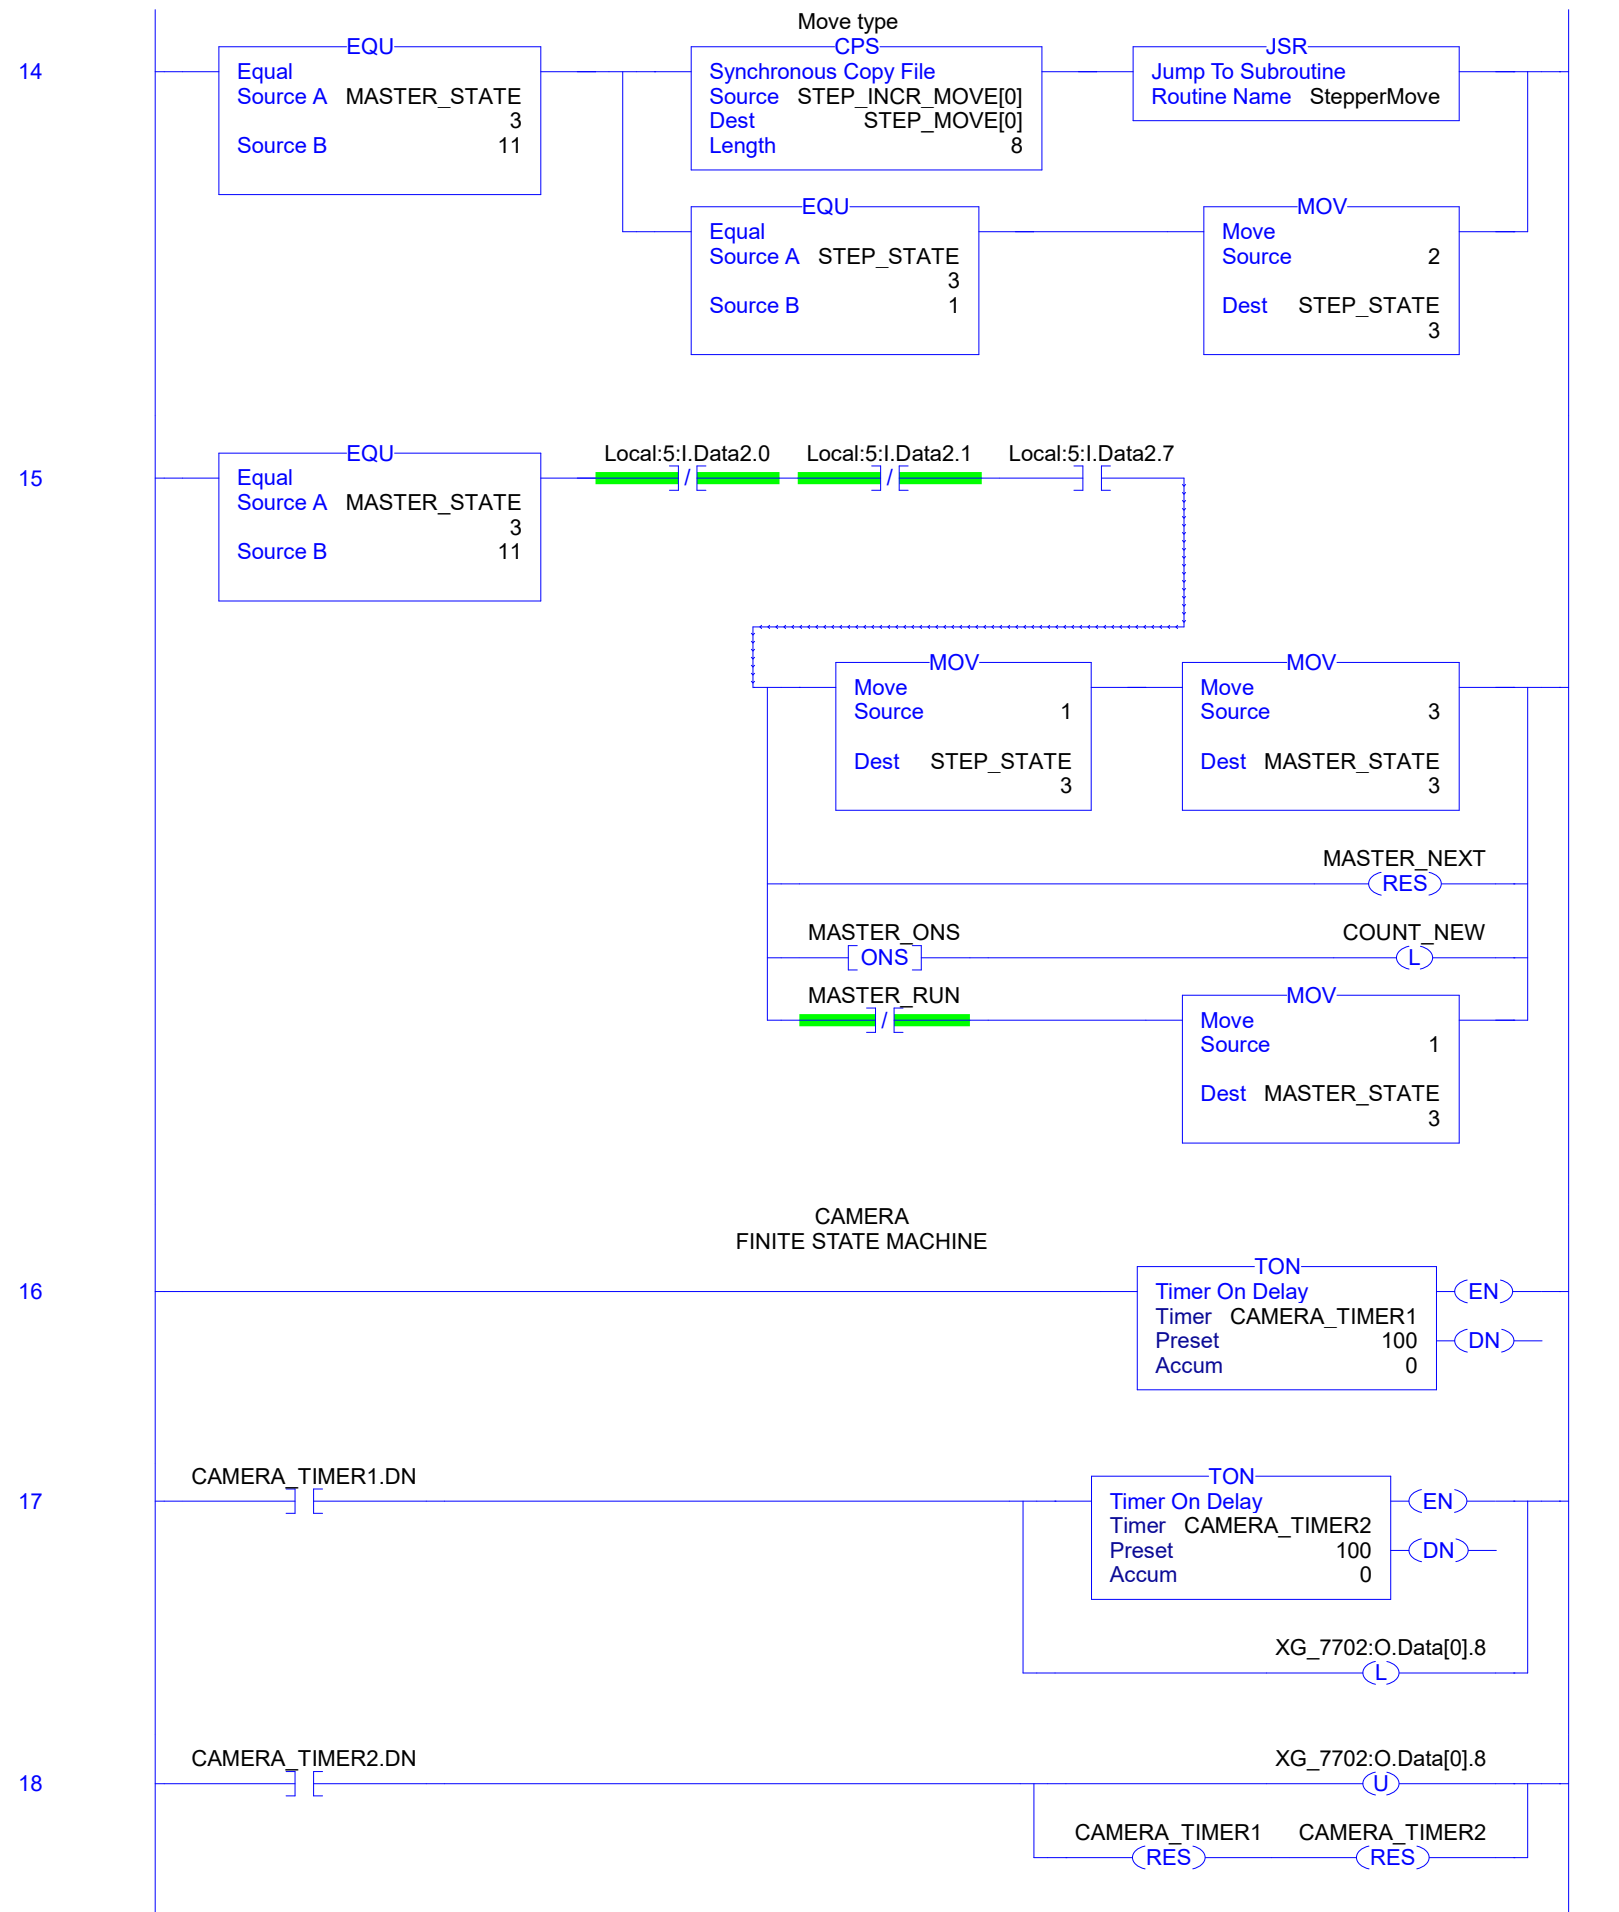 14
Move type
EQU
Equal
Source A MASTER_STATE
3
Source B 11
CPS
Synchronous Copy File
Source STEP_INCR_MOVE[0]
Dest STEP_MOVE[0]
Length 8
JSR
Jump To Subroutine
Routine Name StepperMove
EQU
Equal
Source A STEP_STATE
3
Source B 1
MOV
Move
Source 2
Dest STEP_STATE
3
15
EQU
Equal
Source A MASTER_STATE
3
Source B 11
Local:5:I.Data2.0
/
Local:5:I.Data2.1
/
Local:5:I.Data2.7
MOV
Move
Source 1
Dest STEP_STATE
3
MOV
Move
Source 3
Dest MASTER_STATE
3
MASTER_NEXT
RES
MASTER_ONS
ONS
COUNT_NEW
L
MASTER_RUN
/
MOV
Move
Source 1
Dest MASTER_STATE
3
CAMERA
FINITE STATE MACHINE
16
TON
Timer On Delay
Timer CAMERA_TIMER1
Preset 100
Accum 0
EN
DN
17
CAMERA_TIMER1.DN
TON
Timer On Delay
Timer CAMERA_TIMER2
Preset 100
Accum 0
EN
DN
XG_7702:O.Data[0].8
L
18
CAMERA_TIMER2.DN
XG_7702:O.Data[0].8
U
CAMERA_TIMER1 CAMERA_TIMER2
RES RES